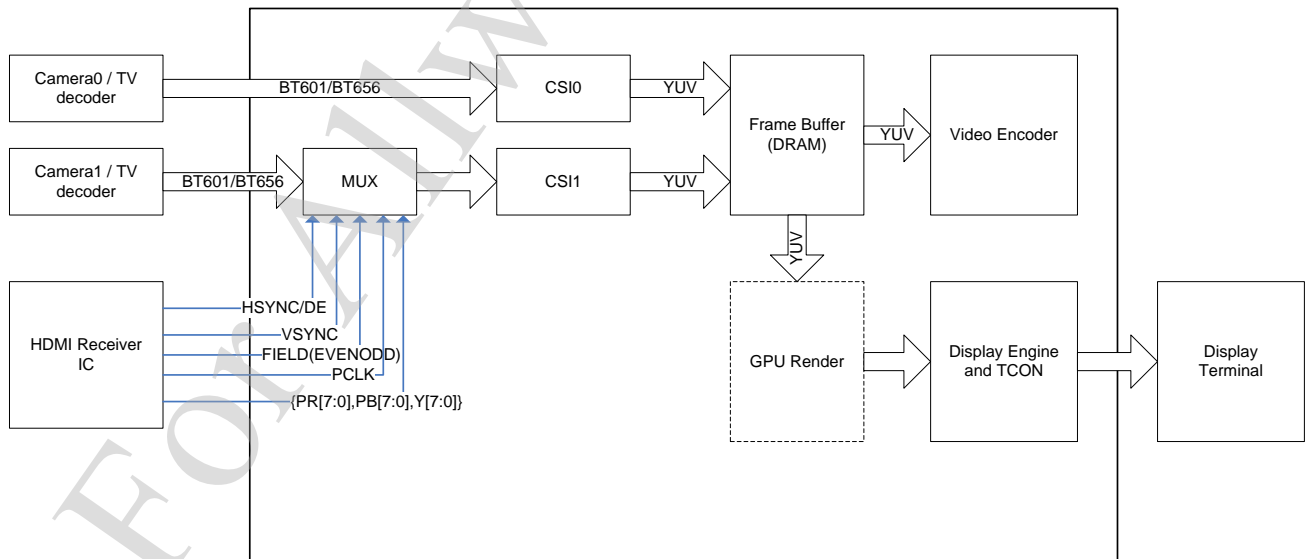 Camera0 / TV
decoder
BT601/BT656
CSI0
YUV
Frame Buffer
(DRAM)
YUV
Video Encoder
Camera1 / TV
decoder
BT601/BT656
MUX
CSI1
YUV
YUV
HDMI Receiver
IC
HSYNC/DE
VSYNC
FIELD(EVENODD)
PCLK
{PR[7:0],PB[7:0],Y[7:0]}
GPU Render
Display Engine
and TCON
Display
Terminal
For Allw